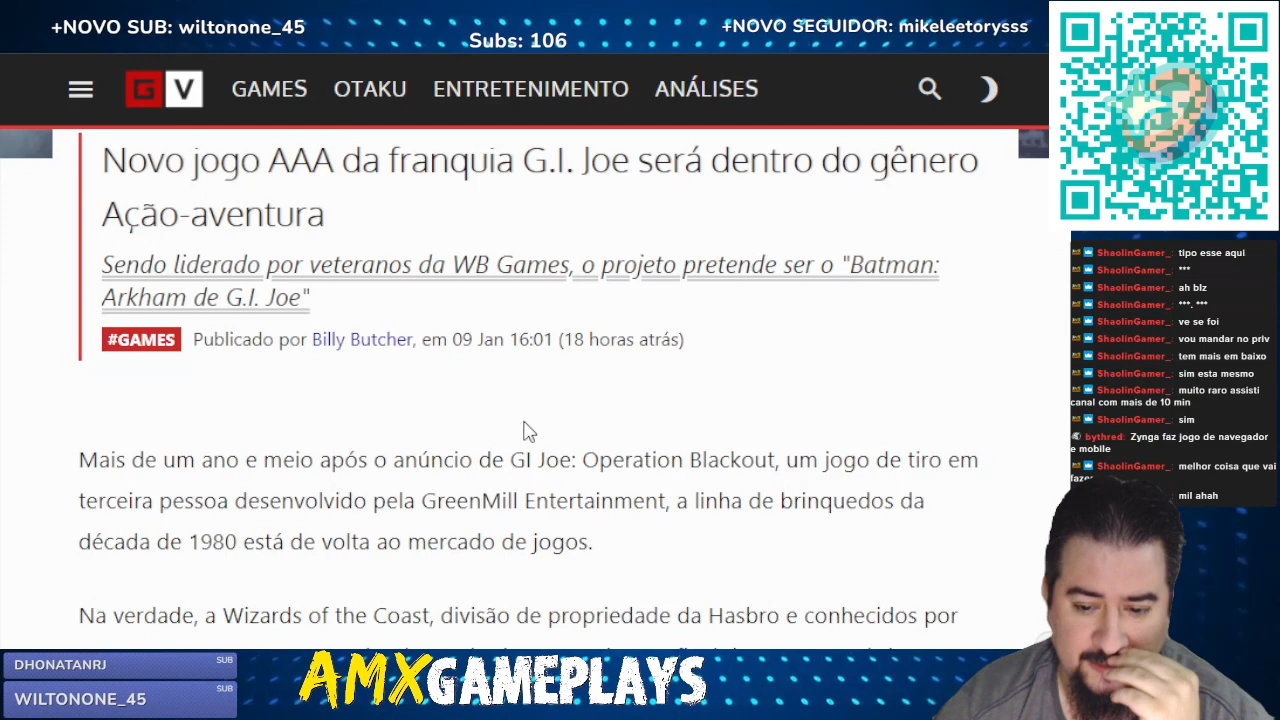 +NOVO SUB: wiltonone_45
Subs: 106
+NOVO SEGUIDOR: mikeleetorysss
G V
GAMES OTAKU ENTRETENIMENTO ANÁLISES
Novo jogo AAA da franquia G.I. Joe será dentro do gênero
Ação-aventura
Sendo liderado por veteranos da WB Games, o projeto pretende ser o "Batman:
Arkham de G.I. Joe"
#GAMES Publicado por Billy Butcher, em 09 Jan 16:01 (18 horas atrás)
Mais de um ano e meio após o anúncio de GI Joe: Operation Blackout, um jogo de tiro em
terceira pessoa desenvolvido pela GreenMill Entertainment, a linha de brinquedos da
década de 1980 está de volta ao mercado de jogos.
Na verdade, a Wizards of the Coast, divisão de propriedade da Hasbro e conhecidos por
ShaolinGamer_: tipo esse aqui
ShaolinGamer_: ***
ShaolinGamer_: ah blz
ShaolinGamer_: ***. ***
ShaolinGamer_: ve se foi
ShaolinGamer_: vou mandar no priv
ShaolinGamer_: tem mais em baixo
ShaolinGamer_: sim esta mesmo
ShaolinGamer_: muito raro assisti
canal com mais de 10 min
ShaolinGamer_: sim
bythred: Zynga faz jogo de navegador
e mobile
ShaolinGamer_: melhor coisa que vai
mil ahah
DHONATANRJ SUB
WILTONONE_45 SUB
AMXGAMEPLAYS